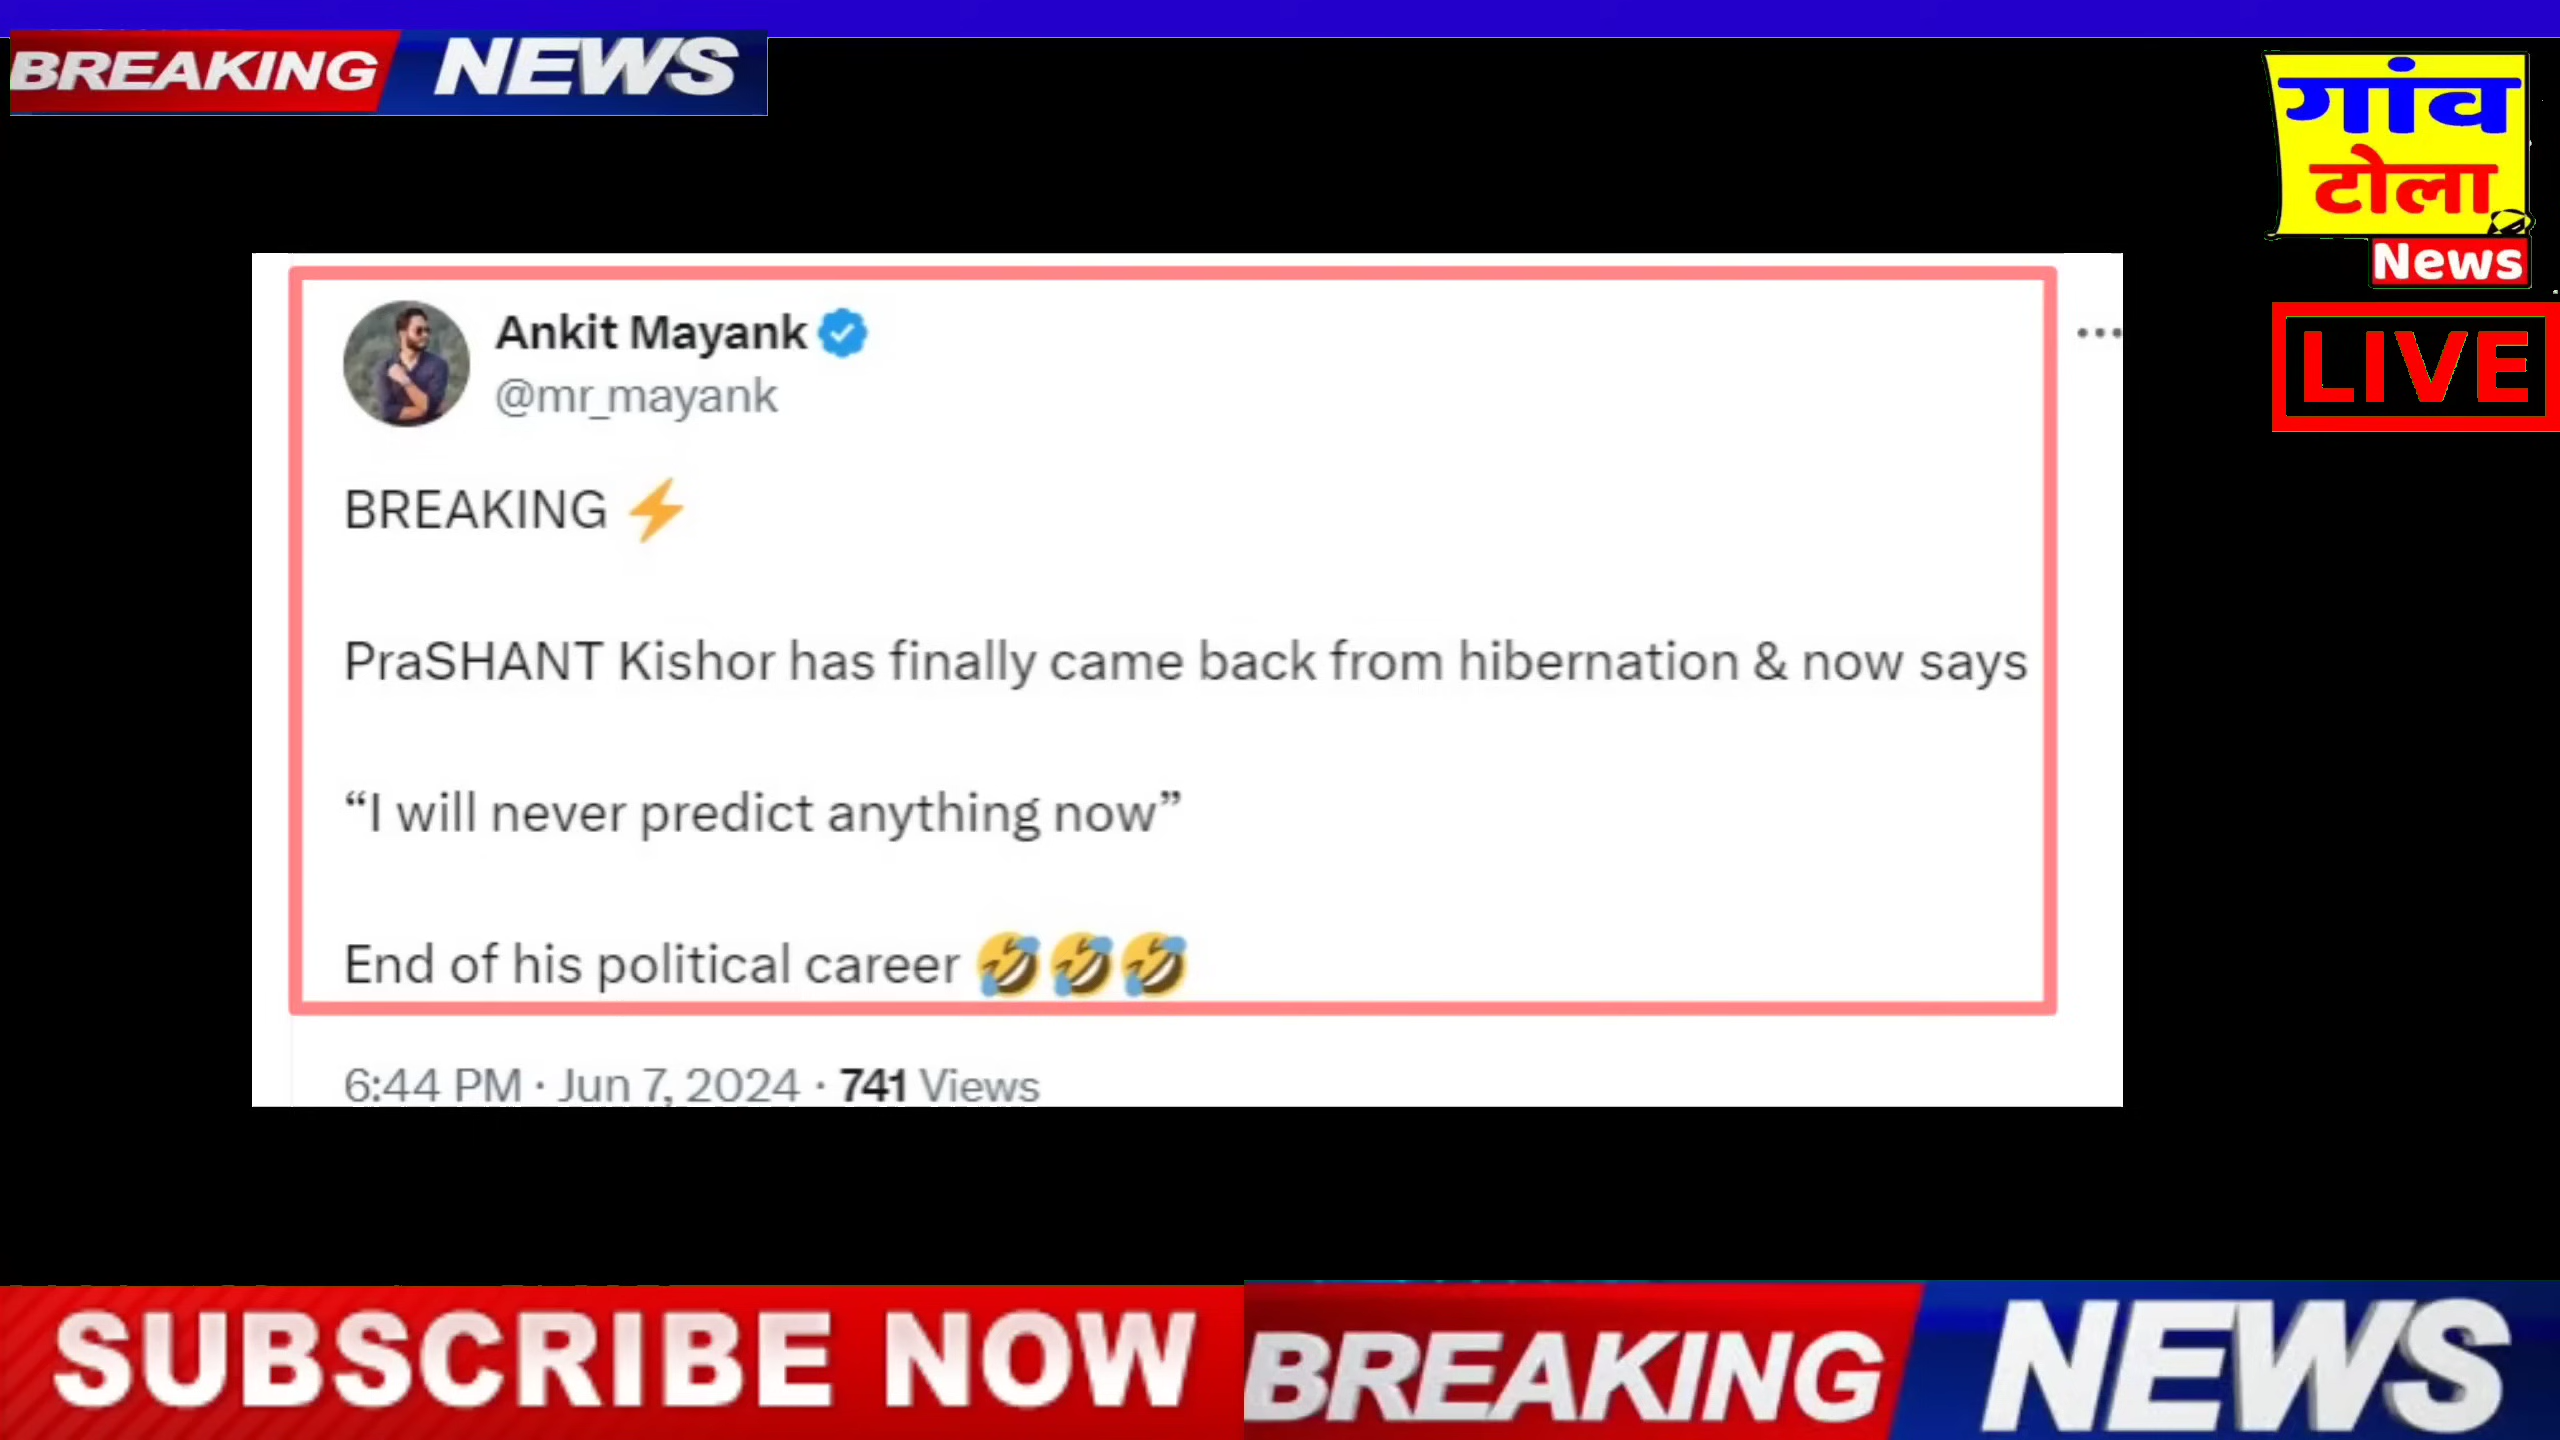 BREAKING NEWS
गांव
टोला
News
LIVE
Ankit Mayank
@mr_mayank
BREAKING ⚡
PraSHANT Kishor has finally came back from hibernation & now says
“I will never predict anything now”
End of his political career 🤣🤣🤣
6:44 PM · Jun 7, 2024 · 741 Views
SUBSCRIBE NOW
BREAKING NEWS